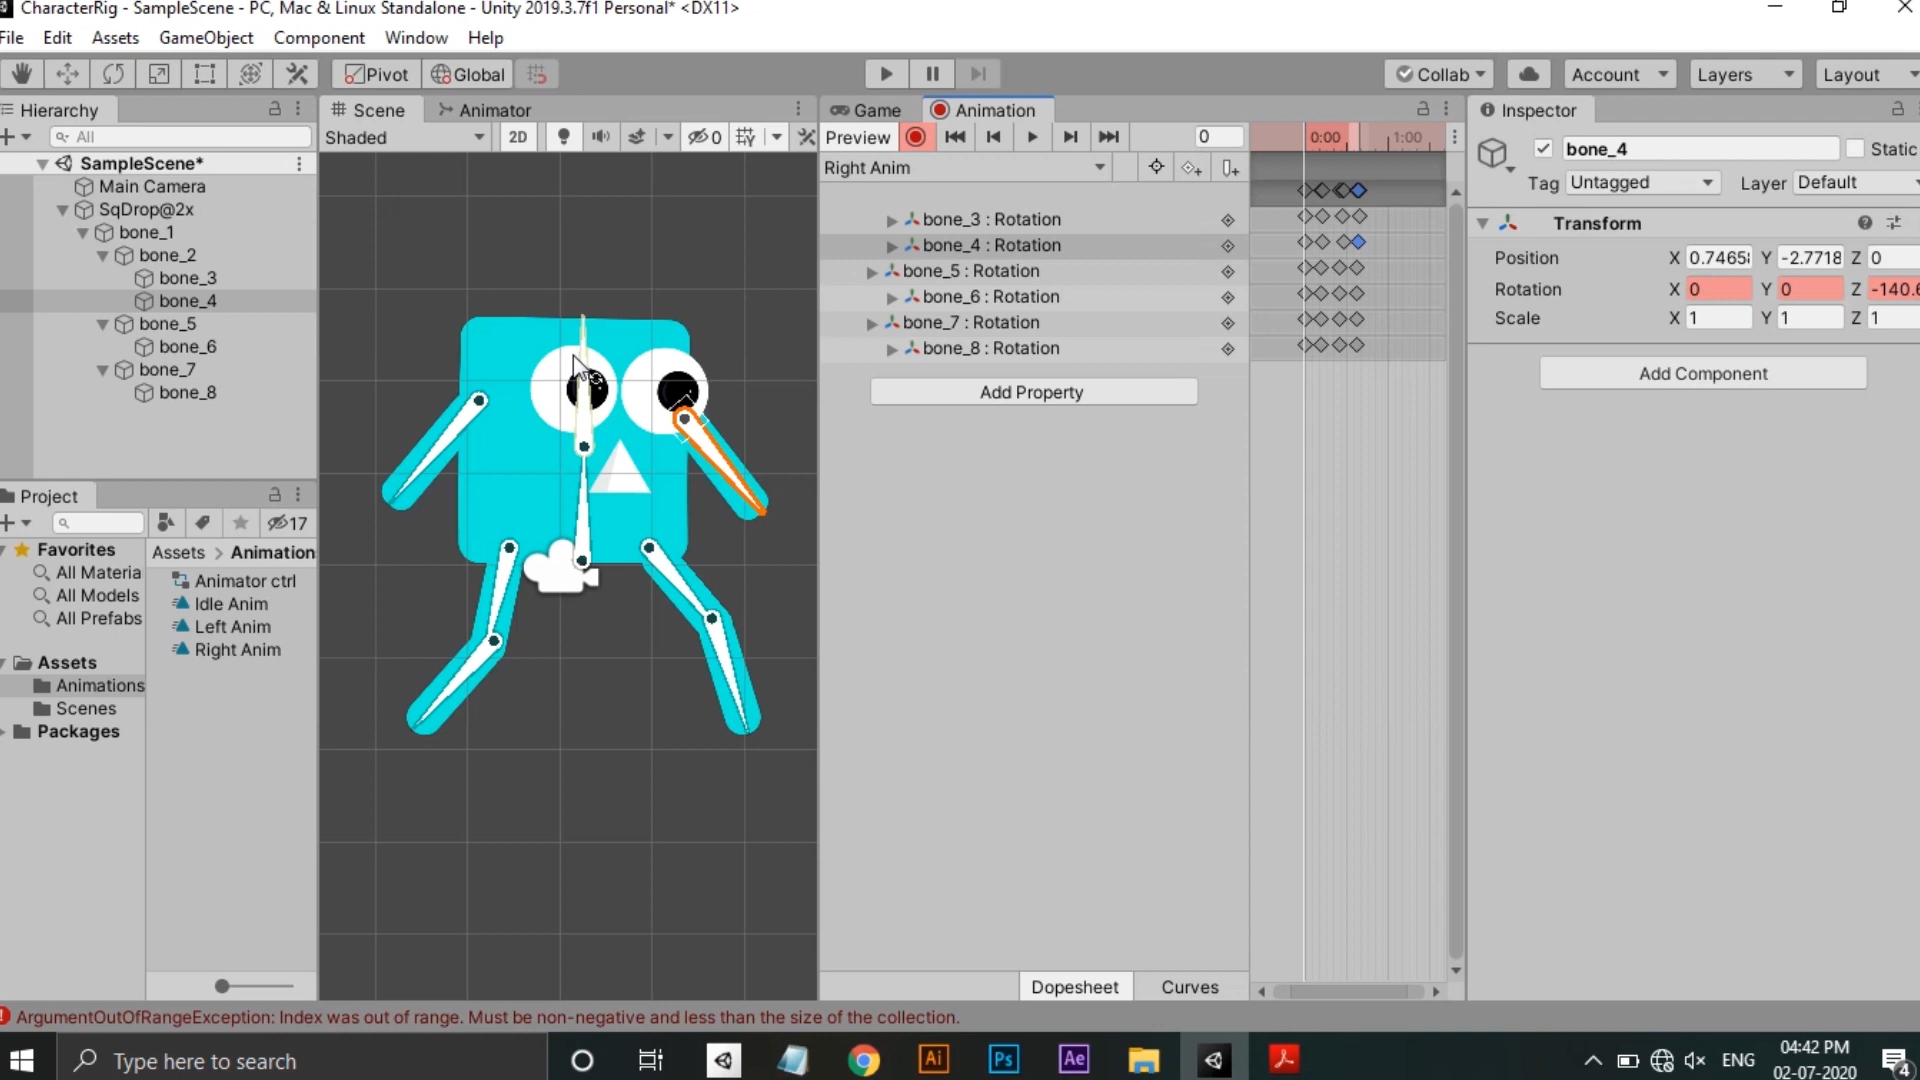 CharacterRig - SampleScene - PC, Mac & Linux Standalone - Unity 2019.3.7f1 Personal* <DX11>
File Edit Assets GameObject Component Window Help
Pivot Global Collab Account Layers Layout
Hierarchy Scene Animator Game Animation Inspector
All Shaded 2D 0 Preview 0 0:00 1:00
bone_4 Static
SampleScene* Right Anim
Tag Untagged Layer Default
Main Camera
SqDrop@2x
bone_1
bone_2
bone_3
bone_4
bone_5
bone_6
bone_7
bone_8
bone_3 : Rotation
bone_4 : Rotation
bone_5 : Rotation
bone_6 : Rotation
bone_7 : Rotation
bone_8 : Rotation
Add Property
Transform
Position X 0.7465 Y -2.7718 Z 0
Rotation X 0 Y 0 Z -140.6
Scale X 1 Y 1 Z 1
Add Component
Project
17
Favorites
All Materia
All Models
All Prefabs
Assets
Animations
Scenes
Packages
Assets > Animation
Animator ctrl
Idle Anim
Left Anim
Right Anim
Dopesheet Curves
ArgumentOutOfRangeException: Index was out of range. Must be non-negative and less than the size of the collection.
Type here to search
Ai Ps Ae
ENG 04:42 PM
02-07-2020
4